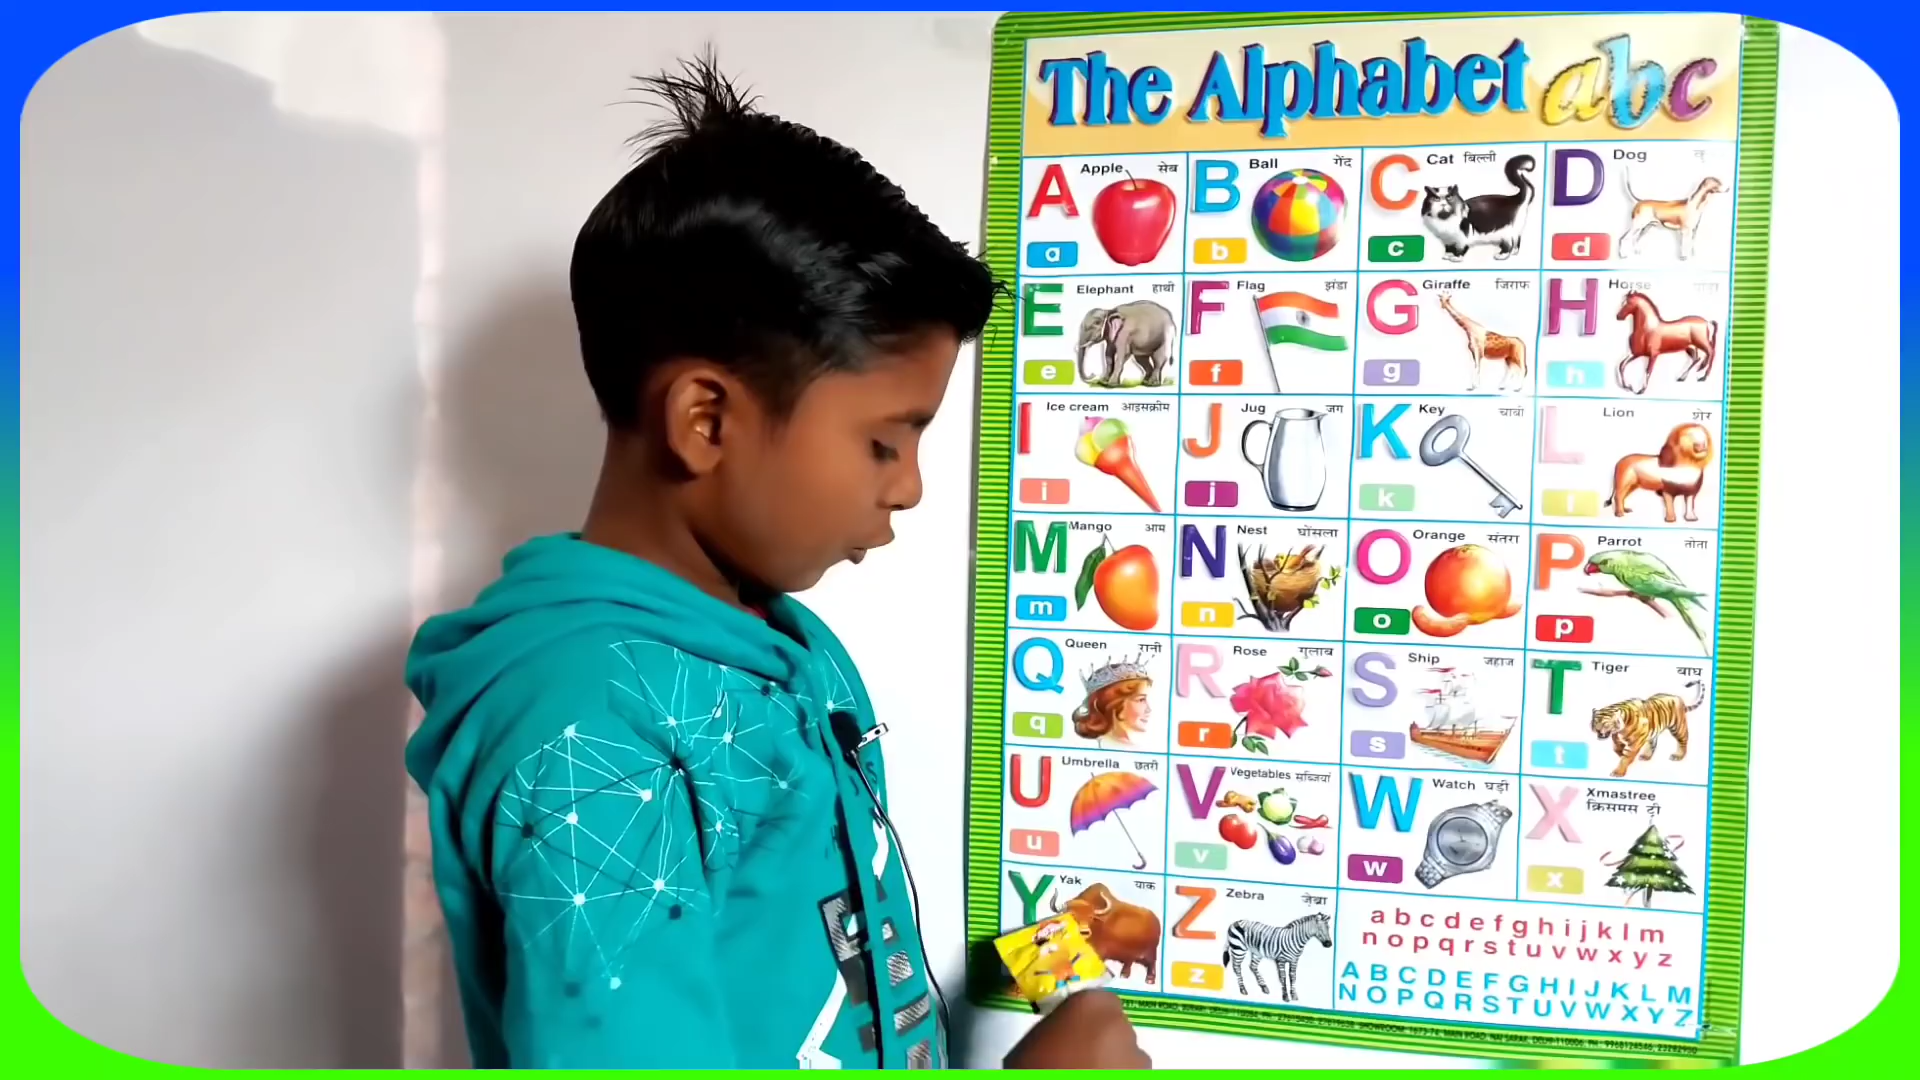 The Alphabet abc
A Apple सेब
a
B Ball गेंद
b
C Cat बिल्ली
c
D Dog
d
E Elephant हाथी
e
F Flag झंडा
f
G Giraffe जिराफ
g
H Horse
h
I Ice cream आइसक्रीम
i
J Jug जग
j
K Key चाबी
k
L Lion शेर
l
M Mango आम
m
N Nest घोंसला
n
O Orange संतरा
o
P Parrot तोता
p
Q Queen रानी
q
R Rose गुलाब
r
S Ship जहाज
s
T Tiger बाघ
t
U Umbrella छतरी
u
V Vegetables सब्जियां
v
W Watch घड़ी
w
X Xmastree
क्रिसमस ट्री
x
Y Yak याक
Z Zebra ज़ेब्रा
z
a b c d e f g h i j k l m
n o p q r s t u v w x y z
A B C D E F G H I J K L M
N O P Q R S T U V W X Y Z